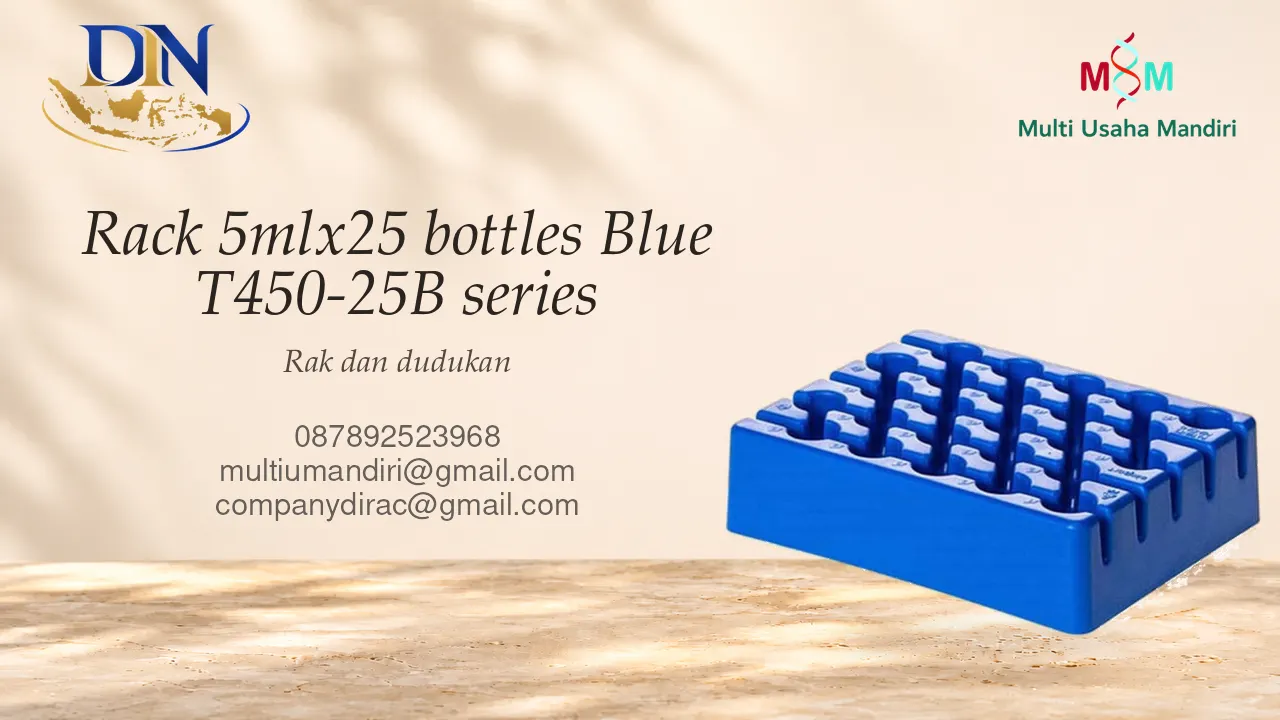 DIN
MSM
Multi Usaha Mandiri
Rack 5mlx25 bottles Blue
T450-25B series
Rak dan dudukan
087892523968
multiumandiri@gmail.com
companydirac@gmail.com